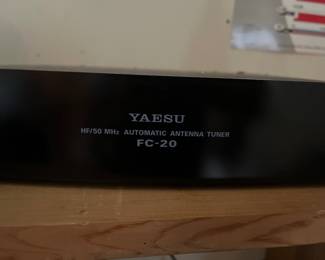 YAESU
HF/50 MHz AUTOMATIC ANTENNA TUNER
FC-20